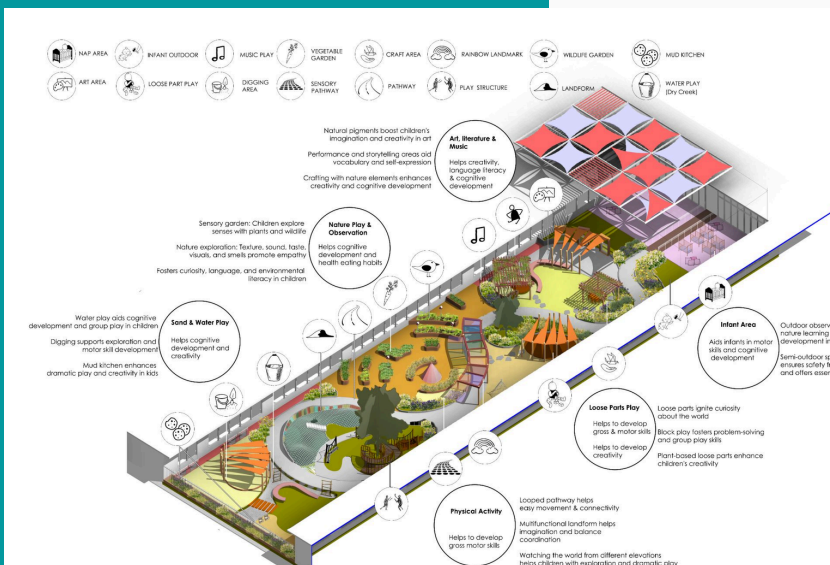 NAP AREA
INFANT OUTDOOR
MUSIC PLAY
VEGETABLE
GARDEN
CRAFT AREA
RAINBOW LANDMARK
WILDLIFE GARDEN
MUD KITCHEN
ART AREA
LOOSE PART PLAY
DIGGING
AREA
SENSORY
PATHWAY
PATHWAY
PLAY STRUCTURE
LANDFORM
WATER PLAY
(Dry Creek)
Natural pigments boost children's
imagination and creativity in art
Performance and storytelling areas aid
vocabulary and self-expression
Crafting with nature elements enhances
creativity and cognitive development
Art, literature &
Music
Helps creativity,
language literacy
& cognitive
development
Sensory garden: Children explore
senses with plants and wildlife
Nature exploration: Texture, sound, taste,
visuals, and smells promote empathy
Fosters curiosity, language, and environmental
literacy in children
Nature Play &
Observation
Helps cognitive
development and
health eating habits
Water play aids cognitive
development and group play in children
Digging supports exploration and
motor skill development
Mud kitchen enhances
dramatic play and creativity in kids
Sand & Water Play
Helps cognitive
development and
creativity
Infant Area
Aids infants in motor
skills and cognitive
development
Outdoor observ
nature learning
development in
Semi-outdoor sp
ensures safety f
and offers essen
Loose Parts Play
Helps to develop
gross & motor skills
Helps to develop
creativity
Loose parts ignite curiosity
about the world
Block play fosters problem-solving
and group play skills
Plant-based loose parts enhance
children's creativity
Physical Activity
Helps to develop
gross motor skills
Looped pathway helps
easy movement & connectivity
Multifunctional landform helps
imagination and balance
coordination
Watching the world from different elevations
helps children with exploration and dramatic play